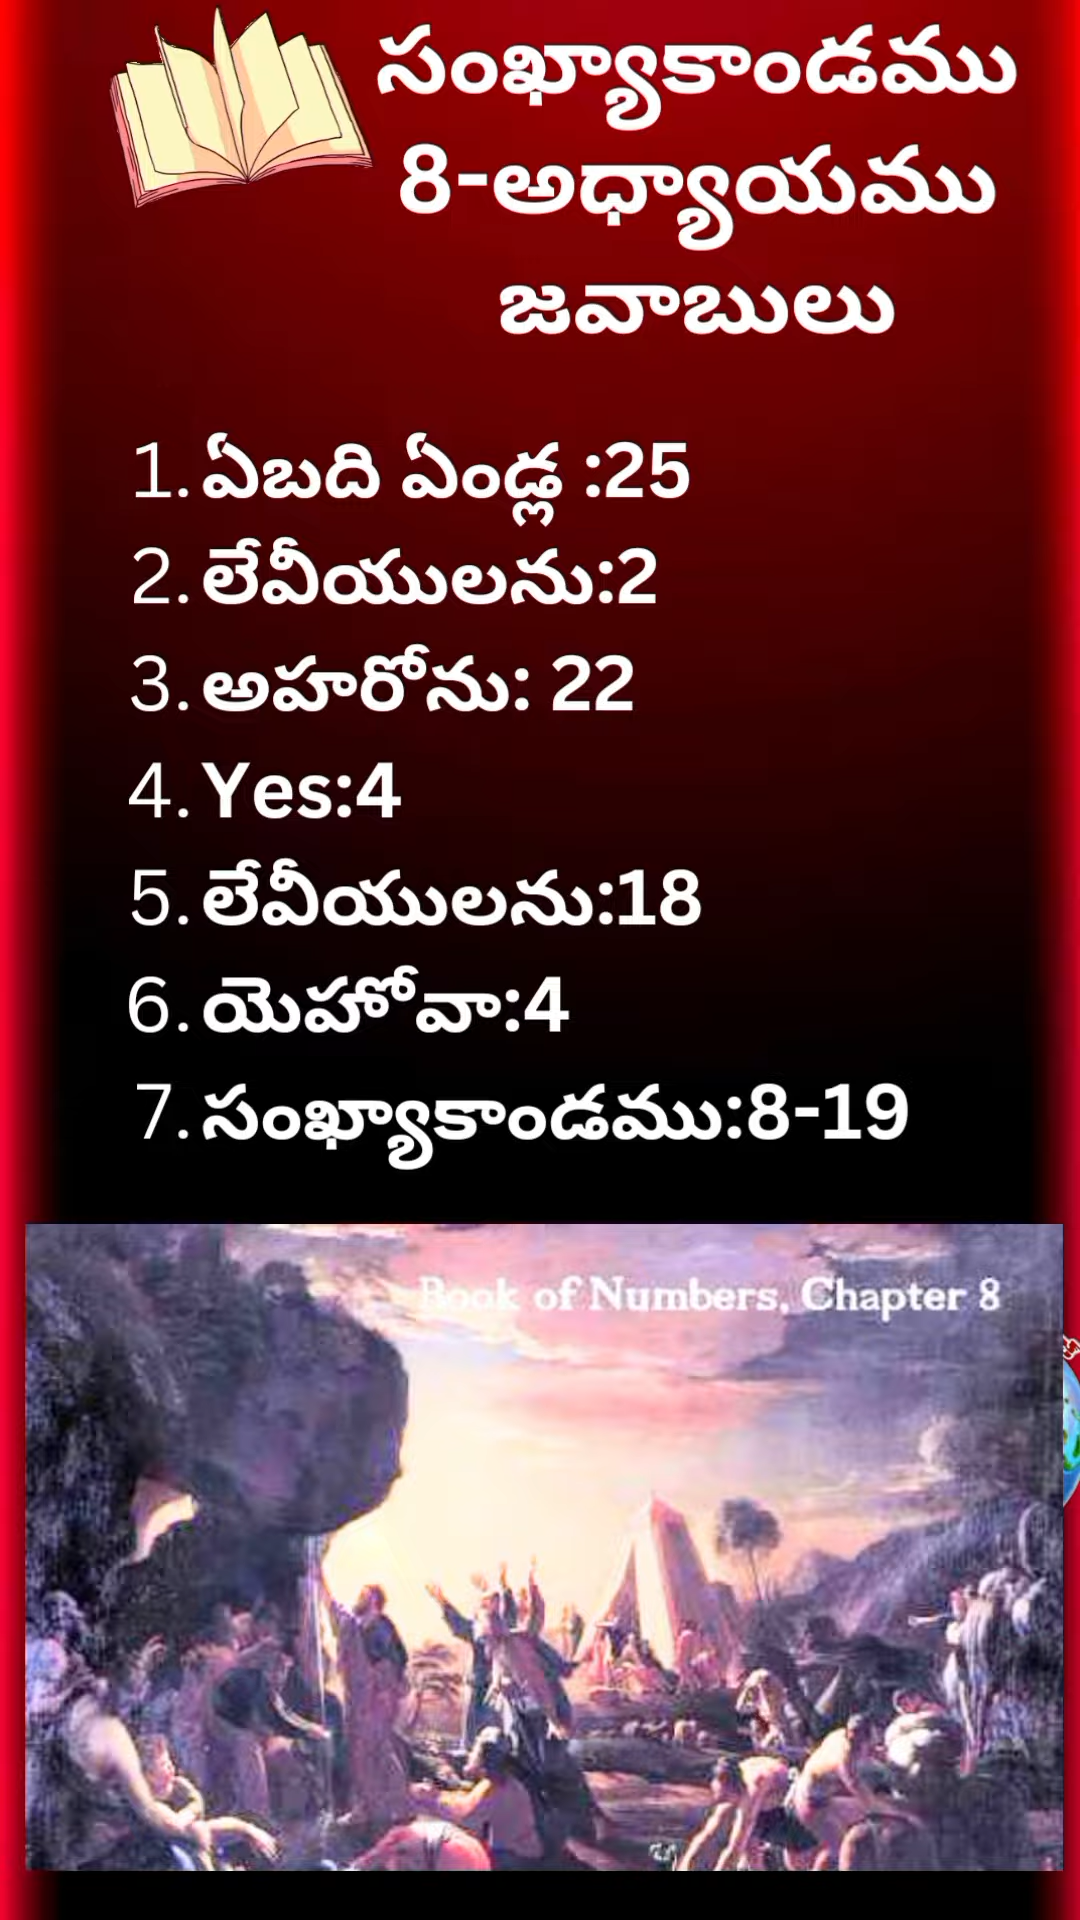 సంఖ్యాకాండము
8-అధ్యాయము
జవాబులు
1. ఏబది ఏండ్ల :25
2. లేవీయులను:2
3. అహరోను: 22
4. Yes:4
5. లేవీయులను:18
6. యెహోవా:4
7. సంఖ్యాకాండము:8-19
Book of Numbers, Chapter 8